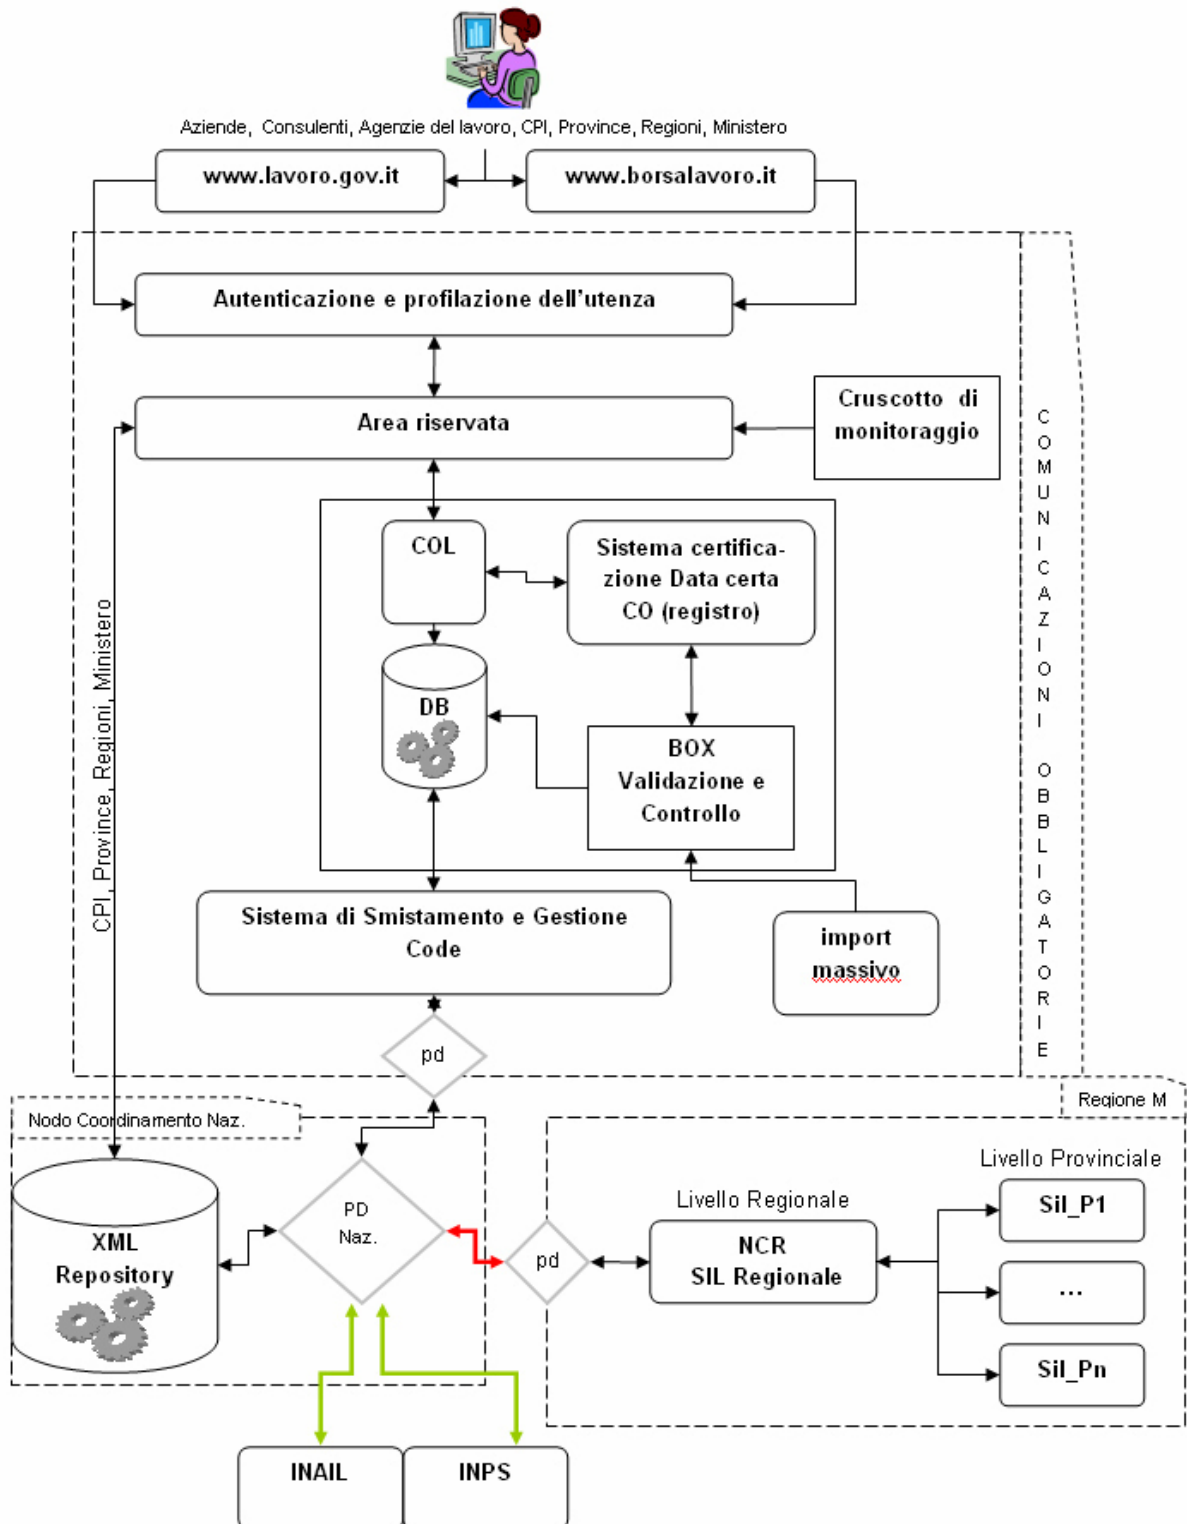 Aziende, Consulenti, Agenzie del lavoro, CPI, Province, Regioni, Ministero
www.lavoro.gov.it
www.borsalavoro.it
Autenticazione e profilazione dell'utenza
Area riservata
Cruscotto di
monitoraggio
COL
Sistema certifica-
zione Data certa
CO (registro)
DB
BOX
Validazione e
Controllo
Sistema di Smistamento e Gestione
Code
import
massivo
pd
COMUNICAZIONI OBBLIGATORIE
CPI, Province, Regioni, Ministero
Nodo Coordinamento Naz.
Regione M
XML
Repository
PD
Naz.
pd
Livello Regionale
NCR
SIL Regionale
Livello Provinciale
Sil_P1
...
Sil_Pn
INAIL
INPS